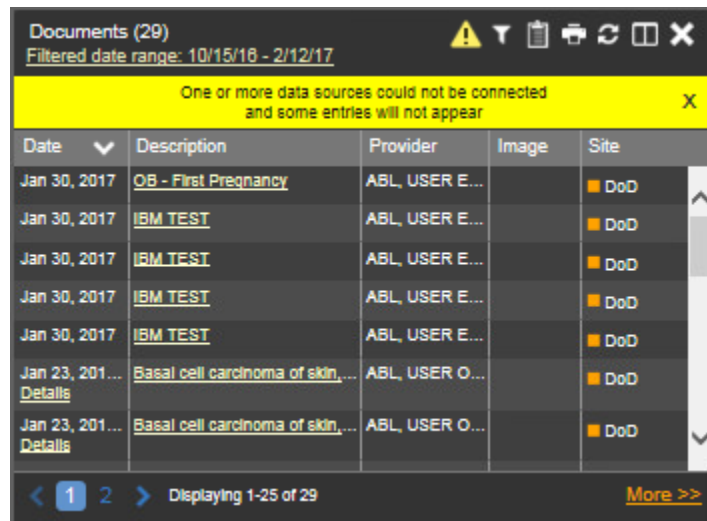 Documents (29)
Filtered date range: 10/15/16 - 2/12/17
One or more data sources could not be connected
and some entries will not appear
X
Date Description Provider Image Site
Jan 30, 2017 OB - First Pregnancy ABL, USER E... DoD
Jan 30, 2017 IBM TEST ABL, USER E... DoD
Jan 30, 2017 IBM TEST ABL, USER E... DoD
Jan 30, 2017 IBM TEST ABL, USER E... DoD
Jan 30, 2017 IBM TEST ABL, USER E... DoD
Jan 23, 201... Basal cell carcinoma of skin,... ABL, USER O... DoD
Details
Jan 23, 201... Basal cell carcinoma of skin,... ABL, USER O... DoD
Details
< 1 2 > Displaying 1-25 of 29 More >>